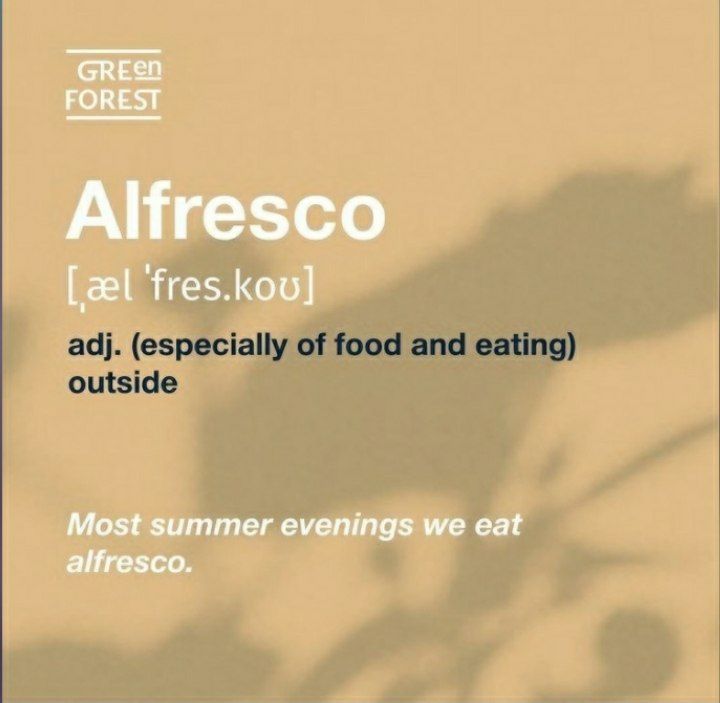 GREen
FOREST
Alfresco
[ˌæl ˈfres.koʊ]
adj. (especially of food and eating)
outside
Most summer evenings we eat
alfresco.